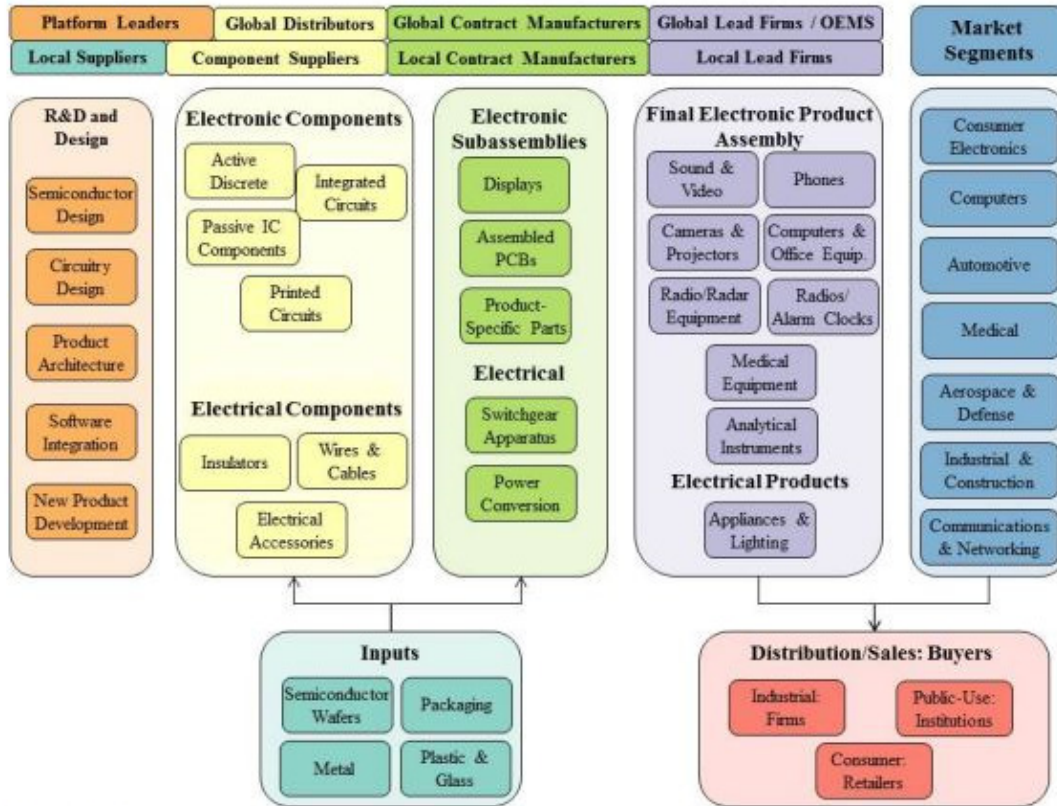 Platform Leaders
Global Distributors
Global Contract Manufacturers
Global Lead Firms / OEMS
Local Suppliers
Component Suppliers
Local Contract Manufacturers
Local Lead Firms
Market
Segments
R&D and
Design
Semiconductor
Design
Circuitry
Design
Product
Architecture
Software
Integration
New Product
Development
Electronic Components
Active
Discrete
Integrated
Circuits
Passive IC
Components
Printed
Circuits
Electrical Components
Insulators
Wires &
Cables
Electrical
Accessories
Electronic
Subassemblies
Displays
Assembled
PCBs
Product-
Specific Parts
Electrical
Switchgear
Apparatus
Power
Conversion
Final Electronic Product
Assembly
Sound &
Video
Phones
Cameras &
Projectors
Computers &
Office Equip.
Radio/Radar
Equipment
Radios/
Alarm Clocks
Medical
Equipment
Analytical
Instruments
Electrical Products
Appliances &
Lighting
Consumer
Electronics
Computers
Automotive
Medical
Aerospace &
Defense
Industrial &
Construction
Communications
& Networking
Inputs
Semiconductor
Wafers
Packaging
Metal
Plastic &
Glass
Distribution/Sales: Buyers
Industrial:
Firms
Public-Use:
Institutions
Consumer:
Retailers